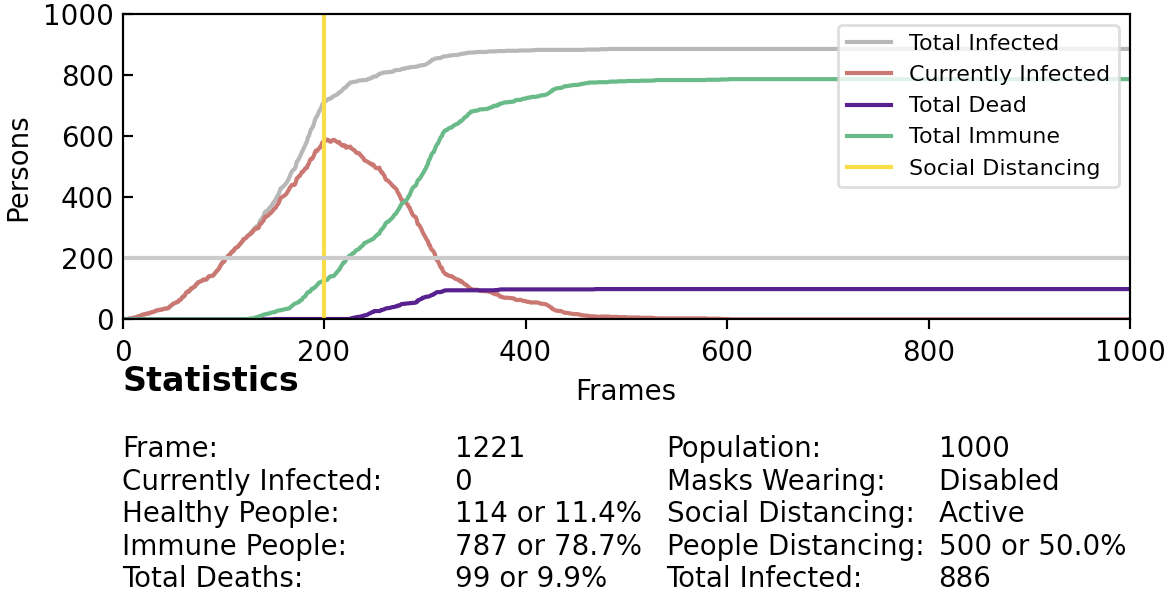 1000
800
600
400
200
0
Persons
Total Infected
Currently Infected
Total Dead
Total Immune
Social Distancing
0 200 400 600 800 1000
Frames
Statistics
Frame: 1221 Population: 1000
Currently Infected: 0 Masks Wearing: Disabled
Healthy People: 114 or 11.4% Social Distancing: Active
Immune People: 787 or 78.7% People Distancing: 500 or 50.0%
Total Deaths: 99 or 9.9% Total Infected: 886